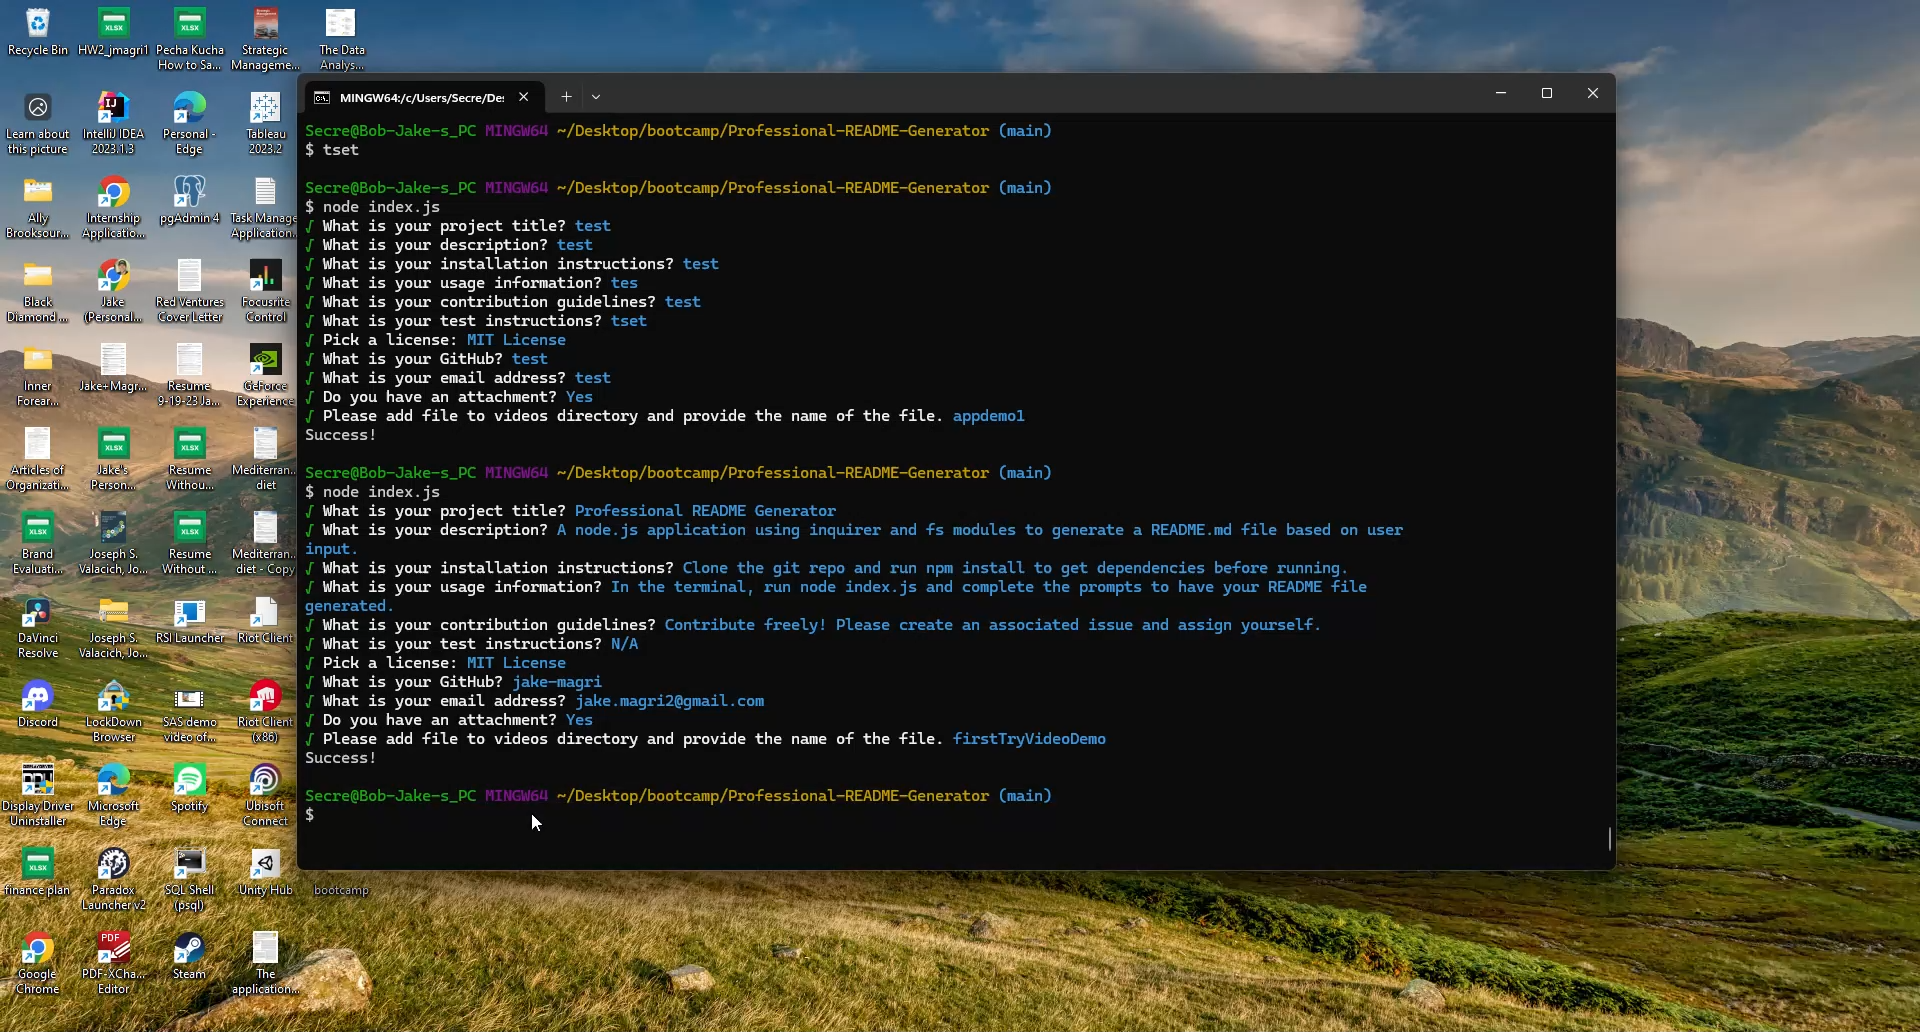 Recycle Bin
HW2_jmagri1
Pecha Kucha
How to Sa...
Strategic
Manageme...
The Data
Analys...
Learn about
this picture
IntelliJ IDEA
2023.1.3
Personal -
Edge
Tableau
2023.2
Ally
Brooksour...
Internship
Applicatio...
pgAdmin 4
Task Manage
Application.
Black
Diamond ...
Jake
(Personal...
Red Ventures
Cover Letter
Focusrite
Control
Inner
Forear...
Jake+Magr...
Resume
9-19-23 Ja...
GeForce
Experience
Articles of
Organizati...
Jake's
Person...
Resume
Withou...
Mediterran..
diet
Brand
Evaluati...
Joseph S.
Valacich, Jo...
Resume
Without ...
Mediterran..
diet - Copy
DaVinci
Resolve
Joseph S.
Valacich, Jo...
RSI Launcher
Riot Client
Discord
LockDown
Browser
SAS demo
video of...
Riot Client
(x86)
Display Driver
Uninstaller
Microsoft
Edge
Spotify
Ubisoft
Connect
finance plan
Paradox
Launcher v2
SQL Shell
(psql)
Unity Hub
bootcamp
Google
Chrome
PDF-XCha...
Editor
Steam
The
application...
MINGW64:/c/Users/Secre/Des
Secre@Bob-Jake-s_PC MINGW64 ~/Desktop/bootcamp/Professional-README-Generator (main)
$ tset
Secre@Bob-Jake-s_PC MINGW64 ~/Desktop/bootcamp/Professional-README-Generator (main)
$ node index.js
√ What is your project title? test
√ What is your description? test
√ What is your installation instructions? test
√ What is your usage information? tes
√ What is your contribution guidelines? test
√ What is your test instructions? tset
√ Pick a license: MIT License
√ What is your GitHub? test
√ What is your email address? test
√ Do you have an attachment? Yes
√ Please add file to videos directory and provide the name of the file. appdemo1
Success!
Secre@Bob-Jake-s_PC MINGW64 ~/Desktop/bootcamp/Professional-README-Generator (main)
$ node index.js
√ What is your project title? Professional README Generator
√ What is your description? A node.js application using inquirer and fs modules to generate a README.md file based on user
input.
√ What is your installation instructions? Clone the git repo and run npm install to get dependencies before running.
√ What is your usage information? In the terminal, run node index.js and complete the prompts to have your README file
generated.
√ What is your contribution guidelines? Contribute freely! Please create an associated issue and assign yourself.
√ What is your test instructions? N/A
√ Pick a license: MIT License
√ What is your GitHub? jake-magri
√ What is your email address? jake.magri2@gmail.com
√ Do you have an attachment? Yes
√ Please add file to videos directory and provide the name of the file. firstTryVideoDemo
Success!
Secre@Bob-Jake-s_PC MINGW64 ~/Desktop/bootcamp/Professional-README-Generator (main)
$